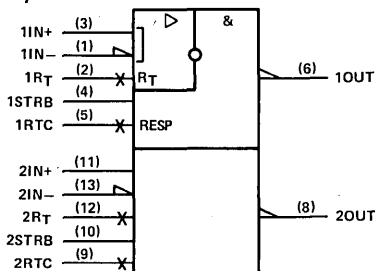 ▷ &
1IN+ (3)
1IN− (1)
1RT (2) RT
1STRB (4)
1RTC (5) RESP
(6) 1OUT
2IN+ (11)
2IN− (13)
2RT (12)
2STRB (10)
2RTC (9)
(8) 2OUT